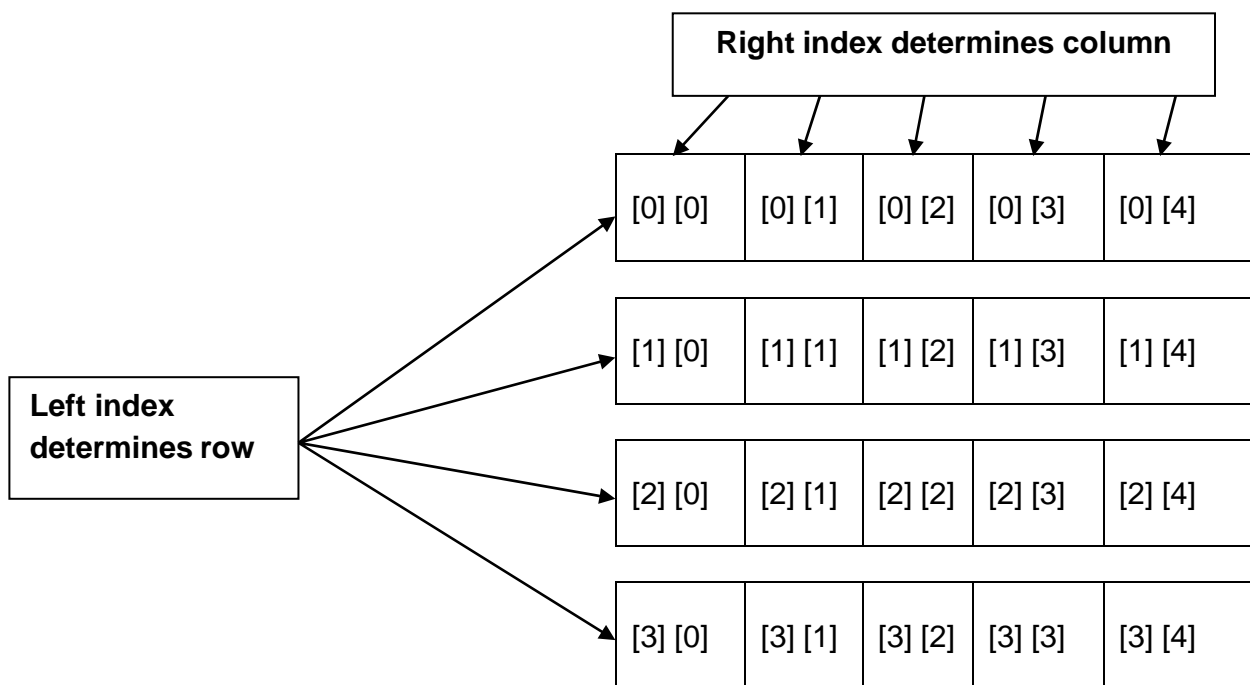 Right index determines column
[0] [0] [0] [1] [0] [2] [0] [3] [0] [4]
[1] [0] [1] [1] [1] [2] [1] [3] [1] [4]
Left index
determines row
[2] [0] [2] [1] [2] [2] [2] [3] [2] [4]
[3] [0] [3] [1] [3] [2] [3] [3] [3] [4]